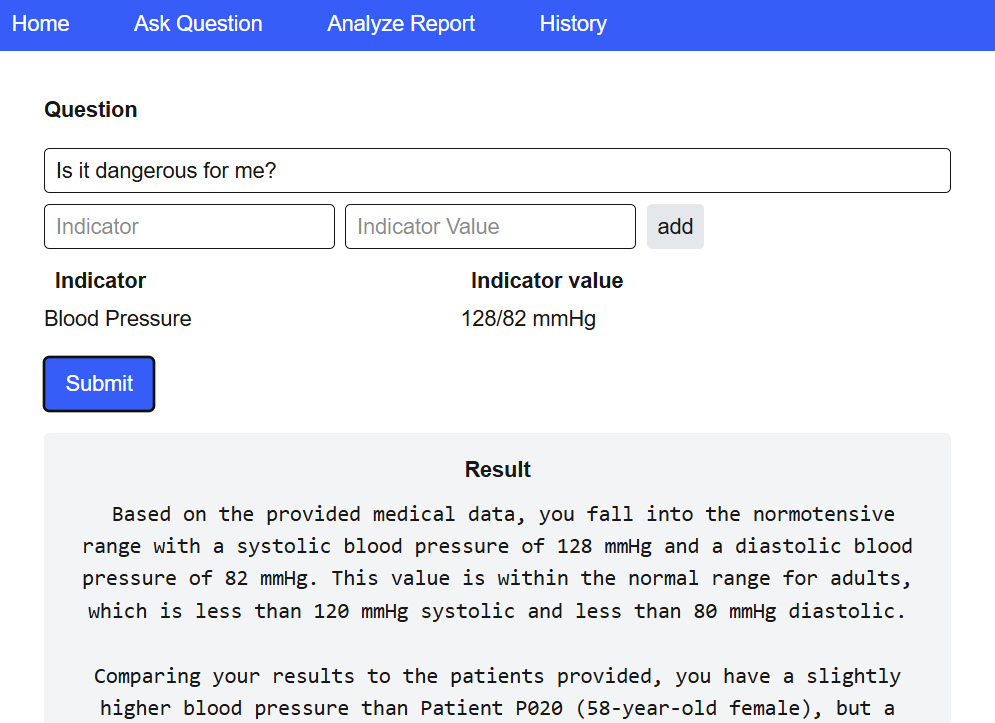 Home Ask Question Analyze Report History
Question
Is it dangerous for me?
Indicator Indicator Value add
Indicator Indicator value
Blood Pressure 128/82 mmHg
Submit
Result
Based on the provided medical data, you fall into the normotensive
range with a systolic blood pressure of 128 mmHg and a diastolic blood
pressure of 82 mmHg. This value is within the normal range for adults,
which is less than 120 mmHg systolic and less than 80 mmHg diastolic.
Comparing your results to the patients provided, you have a slightly
higher blood pressure than Patient P020 (58-year-old female), but a